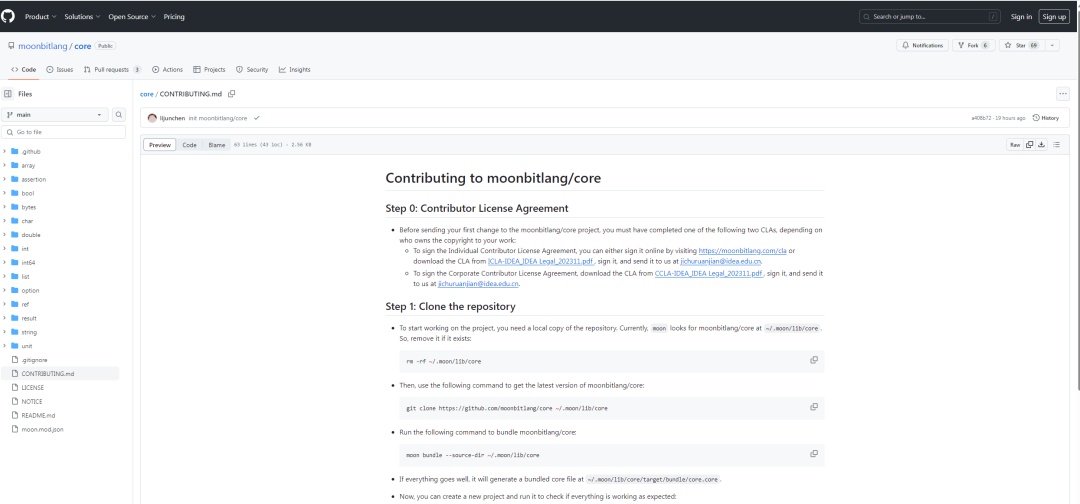 Product Solutions Open Source Pricing
Search or jump to... /
Sign in Sign up
moonbitlang / core Public
Notifications Fork 6 Star 69
Code Issues Pull requests 3 Actions Projects Security Insights
Files
main
Go to file
.github
array
assertion
bool
bytes
char
double
int
int64
list
option
ref
result
string
unit
.gitignore
CONTRIBUTING.md
LICENSE
NOTICE
README.md
moon.mod.json
core / CONTRIBUTING.md
lijunchen init moonbitlang/core
a408b72 · 19 hours ago History
Preview Code Blame 63 lines (43 loc) · 2.56 KB
Raw
Contributing to moonbitlang/core
Step 0: Contributor License Agreement
Before sending your first change to the moonbitlang/core project, you must have completed one of the following two CLAs, depending on
who owns the copyright to your work:
To sign the Individual Contributor License Agreement, you can either sign it online by visiting https://moonbitlang.com/cla or
download the CLA from ICLA-IDEA_IDEA Legal_202311.pdf , sign it, and send it to us at jichuruanjian@idea.edu.cn.
To sign the Corporate Contributor License Agreement, download the CLA from CCLA-IDEA_IDEA Legal_202311.pdf , sign it, and send it
to us at jichuruanjian@idea.edu.cn.
Step 1: Clone the repository
To start working on the project, you need a local copy of the repository. Currently, moon looks for moonbitlang/core at ~/.moon/lib/core .
So, remove it if it exists:
rm -rf ~/.moon/lib/core
Then, use the following command to get the latest version of moonbitlang/core:
git clone https://github.com/moonbitlang/core ~/.moon/lib/core
Run the following command to bundle moonbitlang/core:
moon bundle --source-dir ~/.moon/lib/core
If everything goes well, it will generate a bundled core file at ~/.moon/lib/core/target/bundle/core.core .
Now, you can create a new project and run it to check if everything is working as expected: